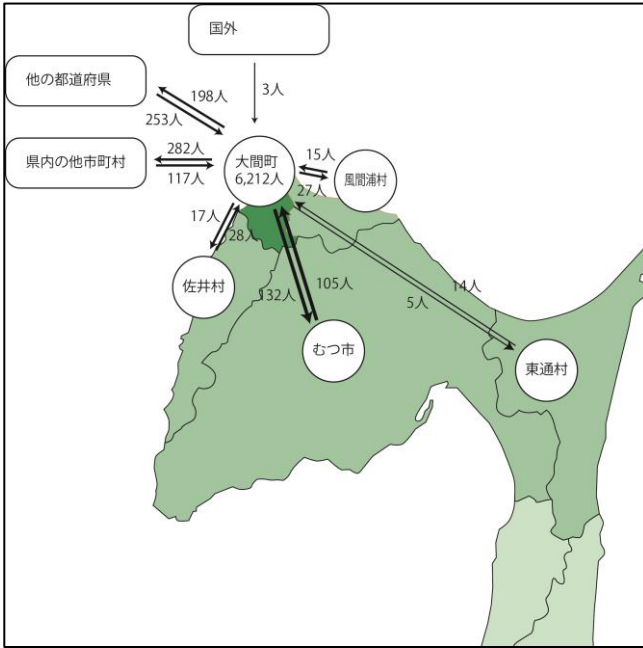 国外
他の都道府県
198人
3人
253人
県内の他市町村
282人
117人
大間町
6,212人
15人
27人
風間浦村
17人
28人
佐井村
132人
105人
14人
5人
むつ市
東通村